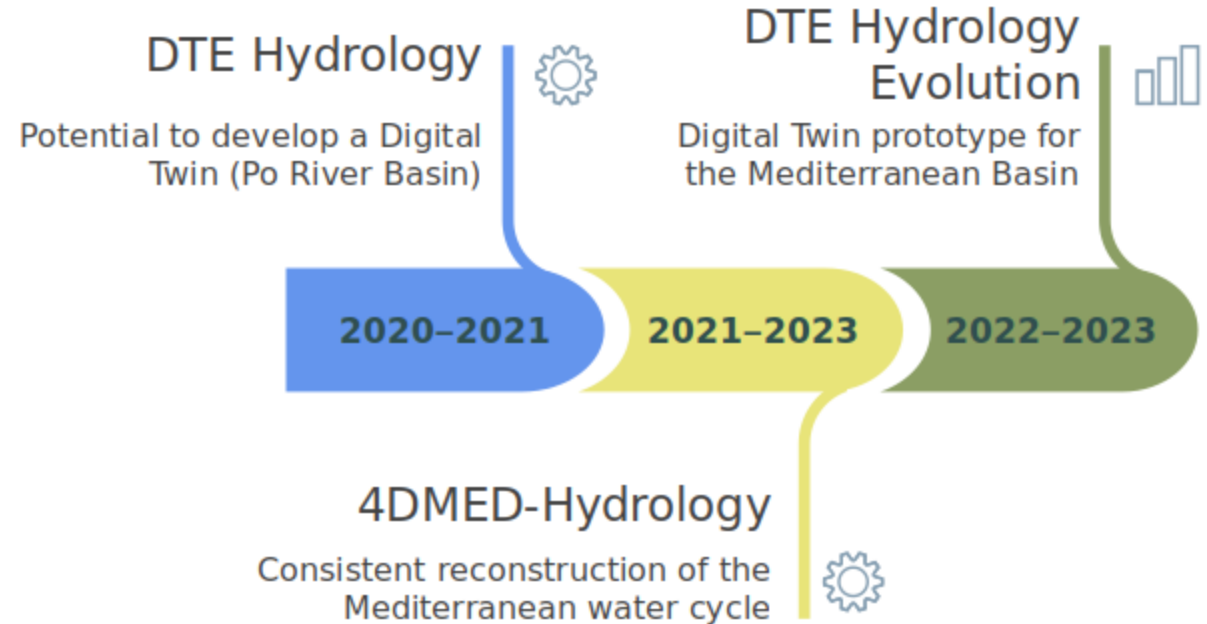 DTE Hydrology
Potential to develop a Digital
Twin (Po River Basin)
DTE Hydrology
Evolution
Digital Twin prototype for
the Mediterranean Basin
2020–2021
2021–2023
2022–2023
4DMED-Hydrology
Consistent reconstruction of the
Mediterranean water cycle